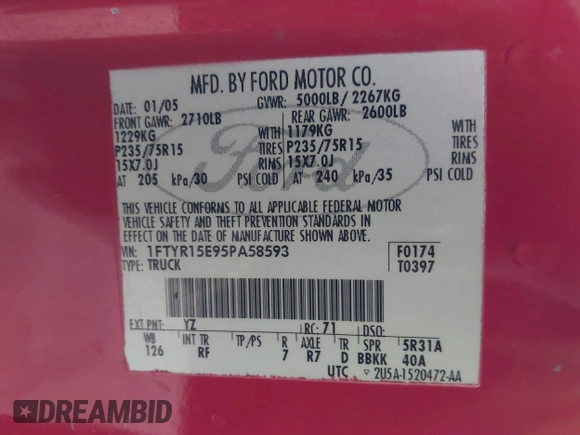 MFD. BY FORD MOTOR CO.
DATE: 01/05 GVWR: 5000LB/ 2267KG
FRONT GAWR: 2710LB REAR GAWR: 2600LB
1229KG WITH 1179KG WITH
P235/75R15 TIRES P235/75R15 TIRES
15X7.0J RIMS 15X7.0J RIMS
AT 205 kPa/30 PSI COLD AT 240 kPa/35 PSI COLD
Ford
THIS VEHICLE CONFORMS TO ALL APPLICABLE FEDERAL MOTOR
VEHICLE SAFETY AND THEFT PREVENTION STANDARDS IN
EFFECT ON THE DATE OF MANUFACTURE SHOWN ABOVE.
VIN: 1FTYR15E95PA58593 F0174
TYPE: TRUCK T0397
EXT PNT: YZ RC: 71 DSO:
WB INT TR TP/PS R AXLE TR SPR 5R31A
126 RF 7 R7 D BBKK 40A
UTC ▽ 2U5A-1520472-AA
DREAMBID